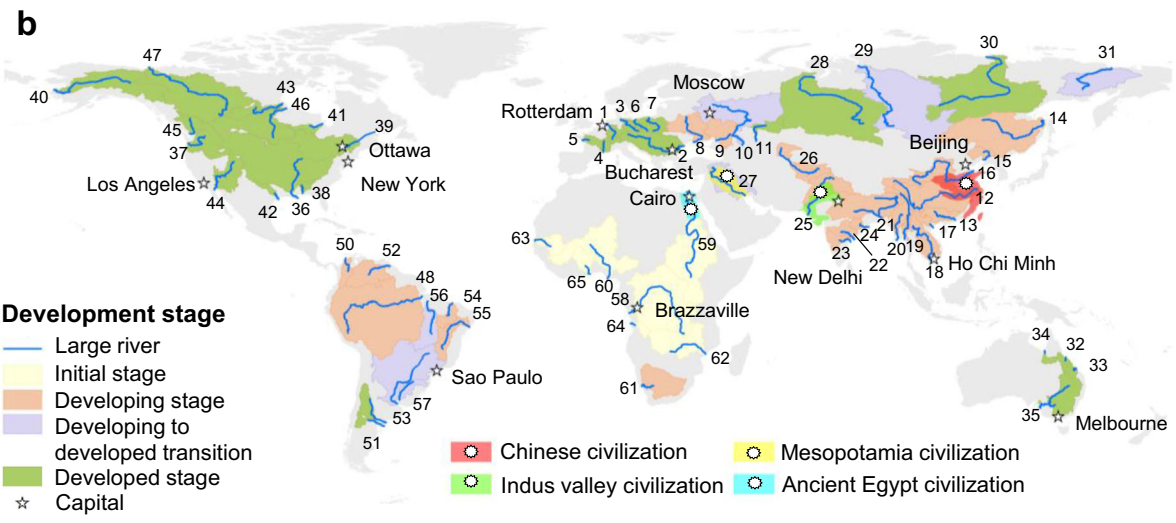 b
47
40
43
46
41
39
45
37
Ottawa
New York
Los Angeles
44
42
36
38
Moscow
28
29
30
31
Rotterdam
1
3
6
7
5
4
2
8
9
10
11
Bucharest
Cairo
27
26
25
Beijing
14
15
16
12
13
17
18
19
20
21
22
23
24
New Delhi
Ho Chi Minh
63
65
60
59
58
Brazzaville
64
62
61
50
52
48
56
54
55
Sao Paulo
57
53
51
34
32
33
35
Melbourne
Development stage
Large river
Initial stage
Developing stage
Developing to
developed transition
Developed stage
Capital
Chinese civilization
Mesopotamia civilization
Indus valley civilization
Ancient Egypt civilization